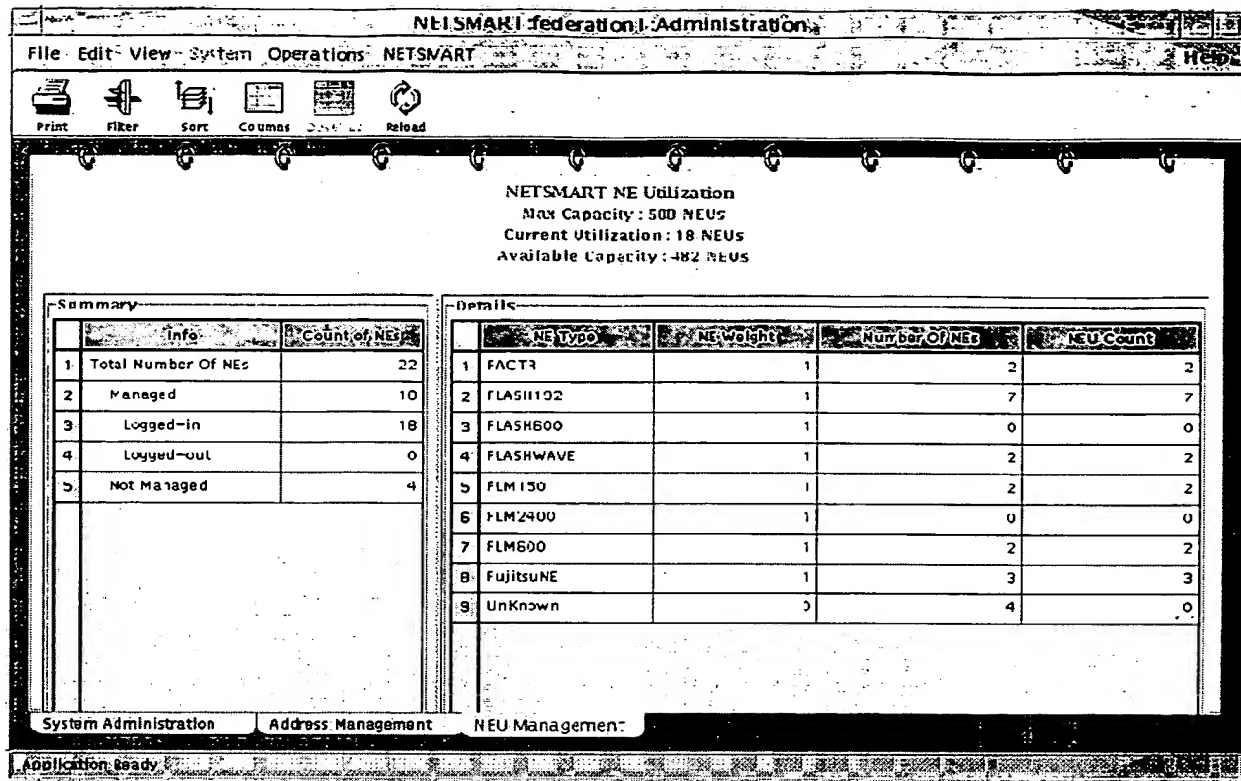 NETSMART federation1 Administration
File Edit View System Operations NETSMART Help
Print Filter Sort Columns Reload
NETSMART NE Utilization
Max Capacity : 500 NEUs
Current Utilization : 18 NEUs
Available Capacity : 482 NEUs
Summary
Info Count of NEs
1 Total Number Of NEs 22
2 Managed 10
3 Logged-in 18
4 Logged-out 0
5 Not Managed 4
Details
NE Type NE Weight Number Of NEs NEU Count
1 FACTR 1 2 2
2 FLASH192 1 7 7
3 FLASH600 1 0 0
4 FLASHWAVE 1 2 2
5 FLM150 1 2 2
6 FLM2400 1 0 0
7 FLM600 1 2 2
8 FujitsuNE 1 3 3
9 UnKnown 0 4 0
System Administration Address Management NEU Management
Application Ready